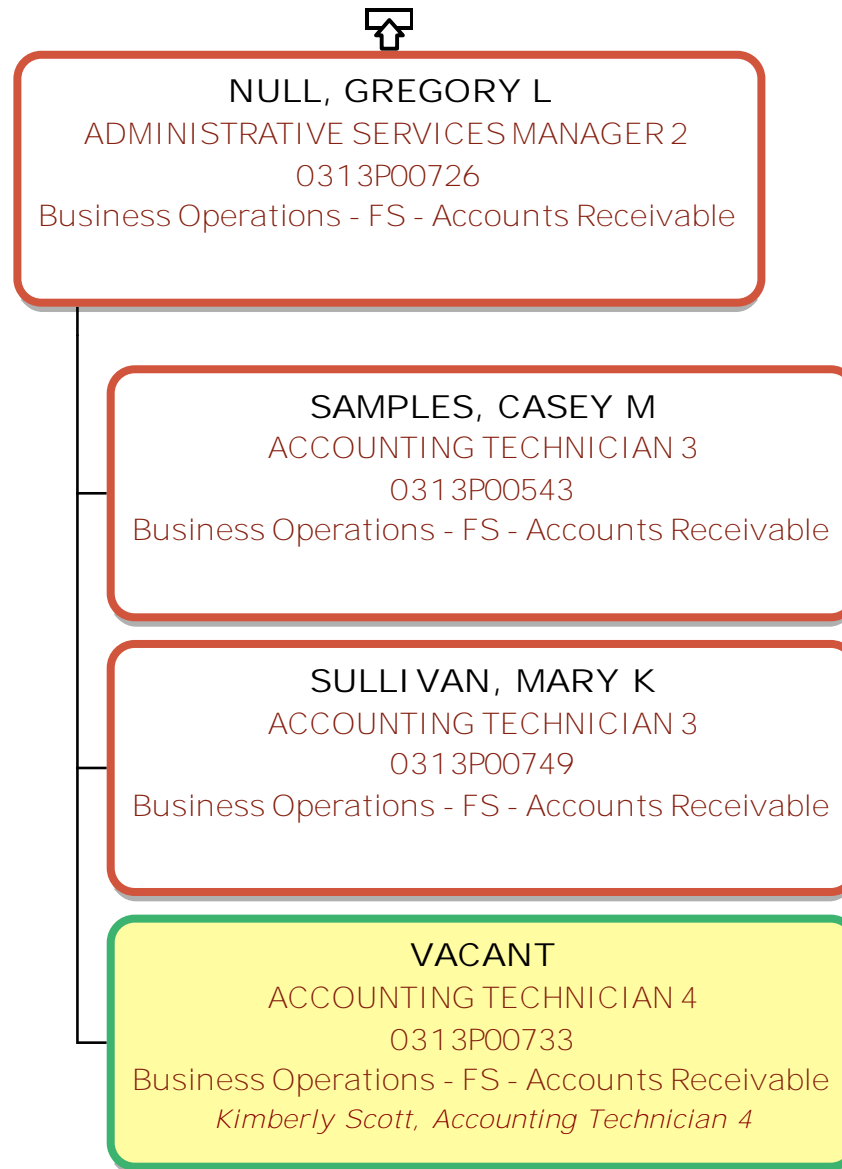 NULL, GREGORY L
ADMINISTRATIVE SERVICES MANAGER 2
0313P00726
Business Operations - FS - Accounts Receivable
SAMPLES, CASEY M
ACCOUNTING TECHNICIAN 3
0313P00543
Business Operations - FS - Accounts Receivable
SULLIVAN, MARY K
ACCOUNTING TECHNICIAN 3
0313P00749
Business Operations - FS - Accounts Receivable
VACANT
ACCOUNTING TECHNICIAN 4
0313P00733
Business Operations - FS - Accounts Receivable
Kimberly Scott, Accounting Technician 4